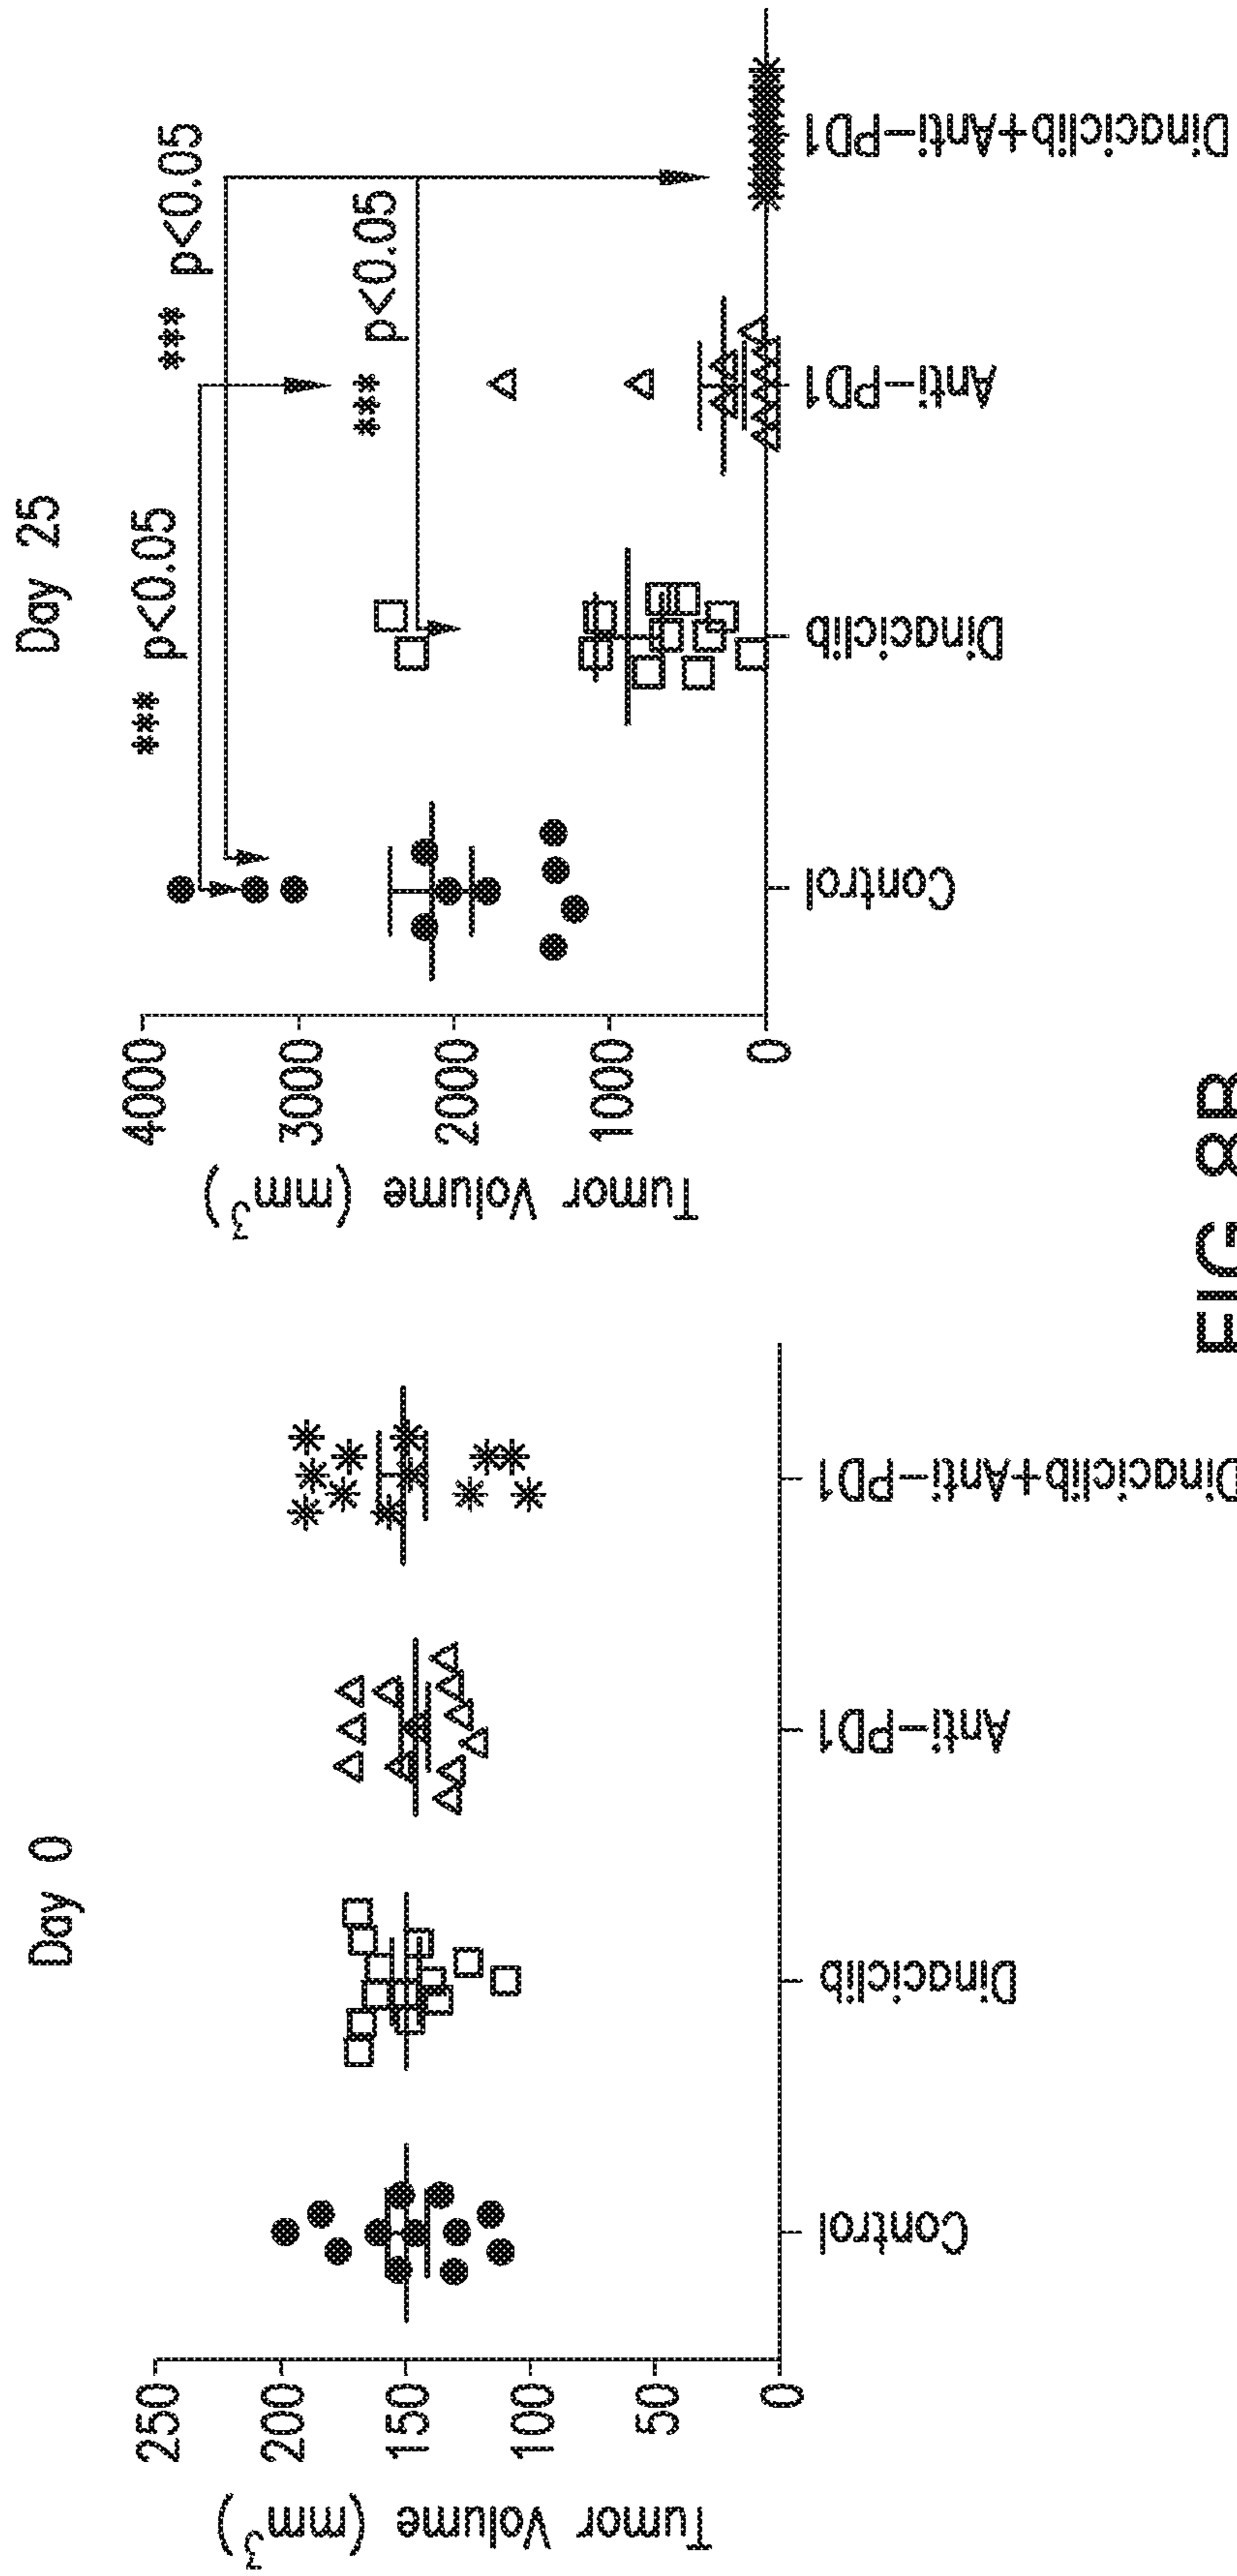 Day 0
Tumor Volume (mm³)
250
200
150
100
50
0
Control
Dinaciclib
Anti-PD1
Dinaciclib+Anti-PD1
Day 25
Tumor Volume (mm³)
4000
3000
2000
1000
0
*** p<0.05
*** p<0.05
*** p<0.05
Control
Dinaciclib
Anti-PD1
Dinaciclib+Anti-PD1
FIG 8B